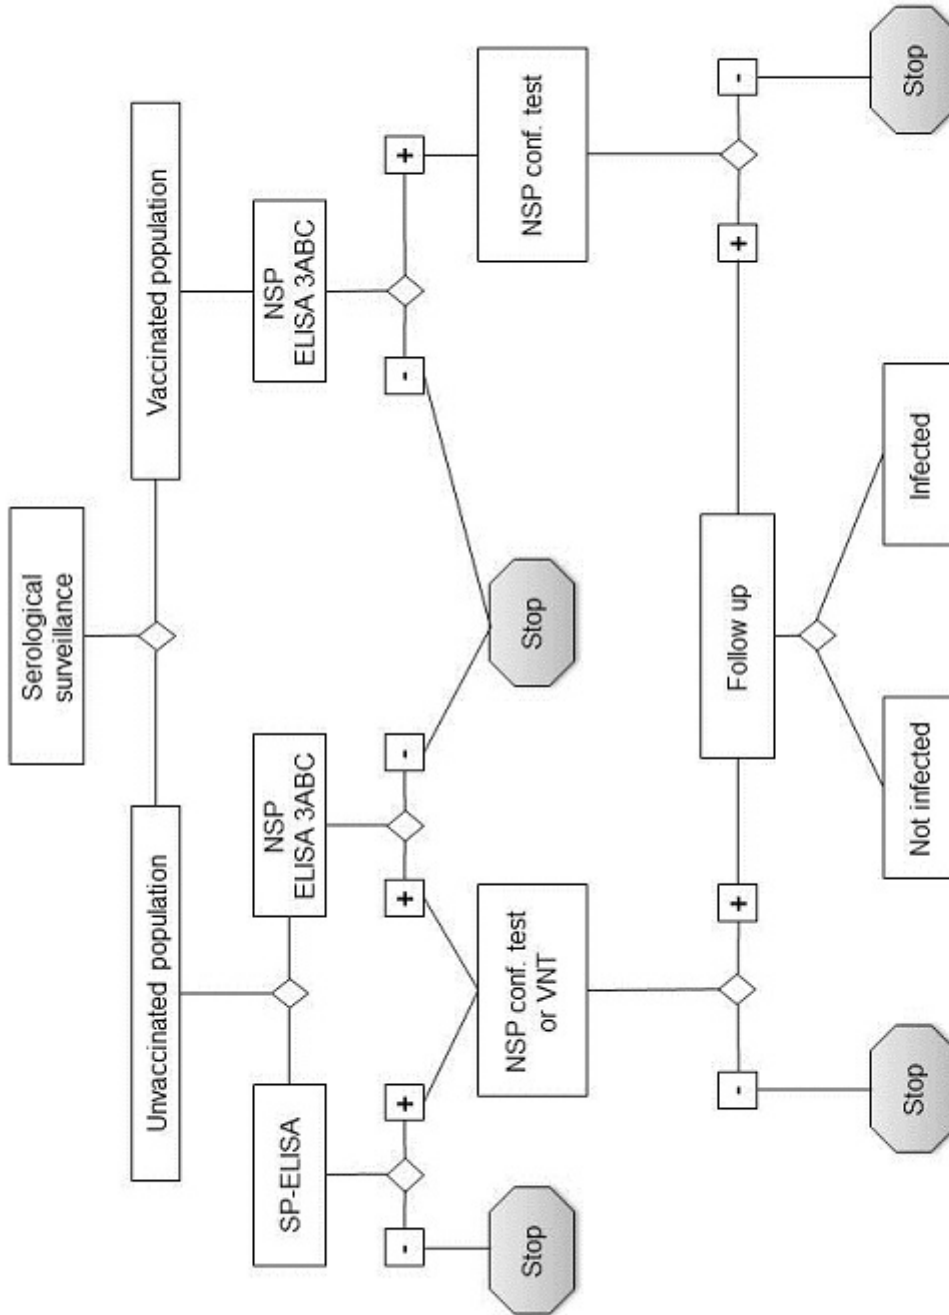 Serological
surveillance
Unvaccinated population
Vaccinated population
SP-ELISA
NSP
ELISA 3ABC
NSP
ELISA 3ABC
-
+
+
-
-
+
Stop
NSP conf. test
or VNT
Stop
NSP conf. test
-
+
+
-
Stop
Follow up
Stop
Not infected
Infected